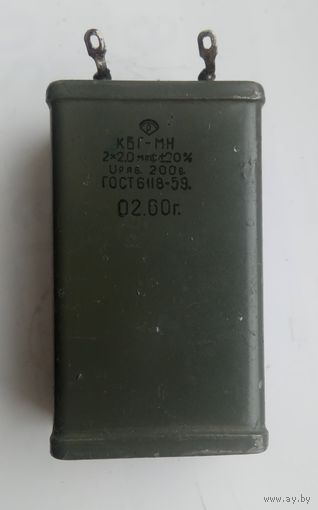 КБГ-МН
2×2,0 мкф±20%
Uраб. 200в.
ГОСТ 6118-59.
02.60г.
www.ay.by